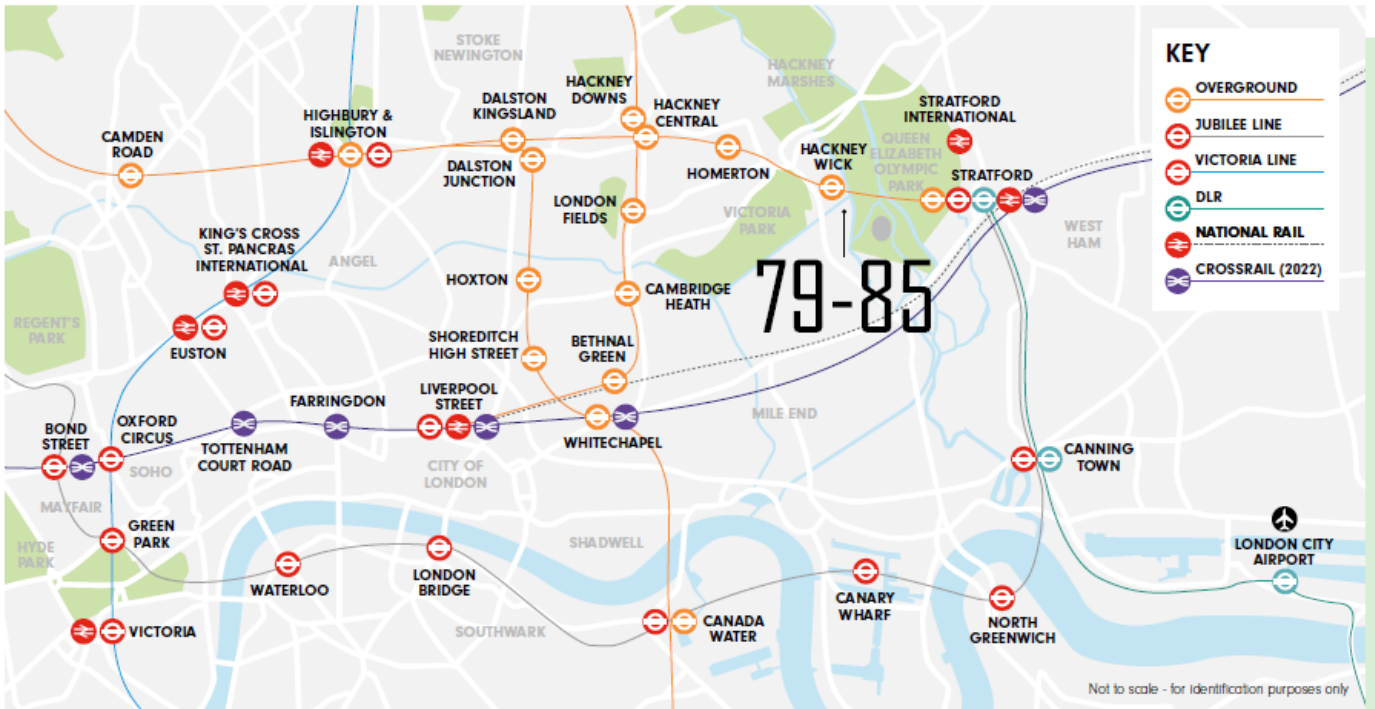 STOKE
NEWINGTON
HACKNEY
MARSHES
KEY
OVERGROUND
JUBILEE LINE
VICTORIA LINE
DLR
NATIONAL RAIL
CROSSRAIL (2022)
CAMDEN
ROAD
HIGHBURY &
ISLINGTON
DALSTON
KINGSLAND
HACKNEY
DOWNS
HACKNEY
CENTRAL
STRATFORD
INTERNATIONAL
DALSTON
JUNCTION
HOMERTON
HACKNEY
WICK
QUEEN
ELIZABETH
OLYMPIC
PARK
STRATFORD
LONDON
FIELDS
VICTORIA
PARK
WEST
HAM
KING'S CROSS
ST. PANCRAS
INTERNATIONAL
ANGEL
HOXTON
CAMBRIDGE
HEATH
79-85
REGENT'S
PARK
EUSTON
SHOREDITCH
HIGH STREET
BETHNAL
GREEN
BOND
STREET
OXFORD
CIRCUS
SOHO
TOTTENHAM
COURT ROAD
FARRINGDON
LIVERPOOL
STREET
CITY OF
LONDON
WHITECHAPEL
MILE END
CANNING
TOWN
MAYFAIR
HYDE
PARK
GREEN
PARK
WATERLOO
LONDON
BRIDGE
SHADWELL
LONDON CITY
AIRPORT
VICTORIA
SOUTHWARK
CANADA
WATER
CANARY
WHARF
NORTH
GREENWICH
Not to scale - for identification purposes only